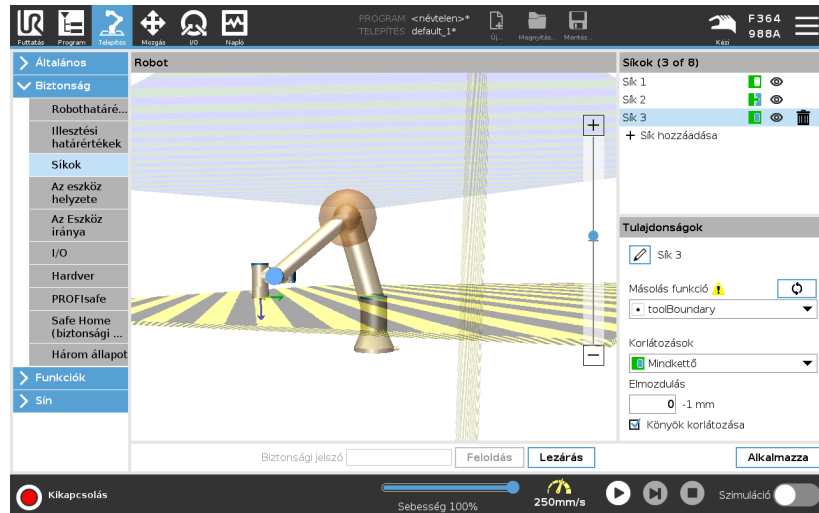 PROGRAM <névtelen>*
TELEPÍTÉS default_1*
Futtatás
Program
Telepítés
Mozgás
I/O
Napló
Új...
Megnyitás...
Mentés...
Kézi
F364
988A
Általános
Biztonság
Robothatáré...
Illesztési
határértékek
Síkok
Az eszköz
helyzete
Az Eszköz
iránya
I/O
Hardver
PROFIsafe
Safe Home
(biztonsági ...
Három állapot
Funkciók
Sín
Robot
+
−
Biztonsági jelszó
Feloldás
Lezárás
Síkok (3 of 8)
Sík 1
Sík 2
Sík 3
+ Sík hozzáadása
Tulajdonságok
Sík 3
Másolás funkció
toolBoundary
Korlátozások
Mindkettő
Elmozdulás
0 -1 mm
Könyök korlátozása
Alkalmazza
Kikapcsolás
Sebesség 100%
250mm/s
Szimuláció